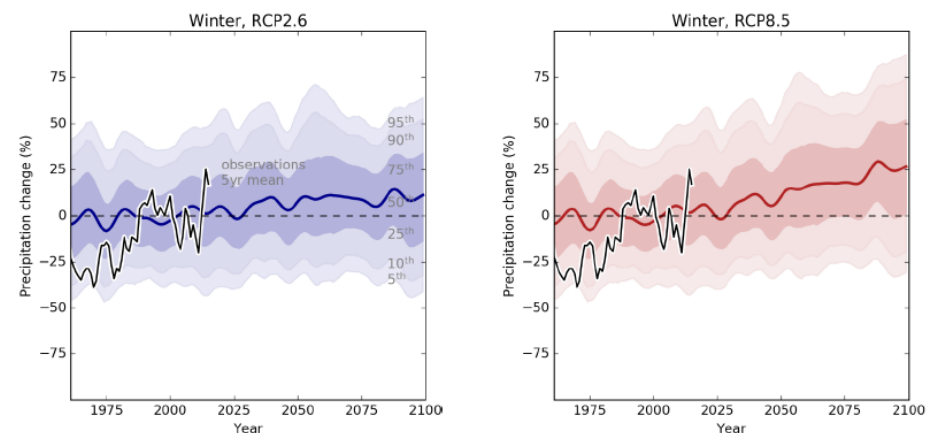 Winter, RCP2.6
Precipitation change (%)
75
50
25
0
−25
−50
−75
observations
5yr mean
95th
90th
75th
50th
25th
10th
5th
1975
2000
2025
2050
2075
2100
Year
Winter, RCP8.5
Precipitation change (%)
75
50
25
0
−25
−50
−75
1975
2000
2025
2050
2075
2100
Year